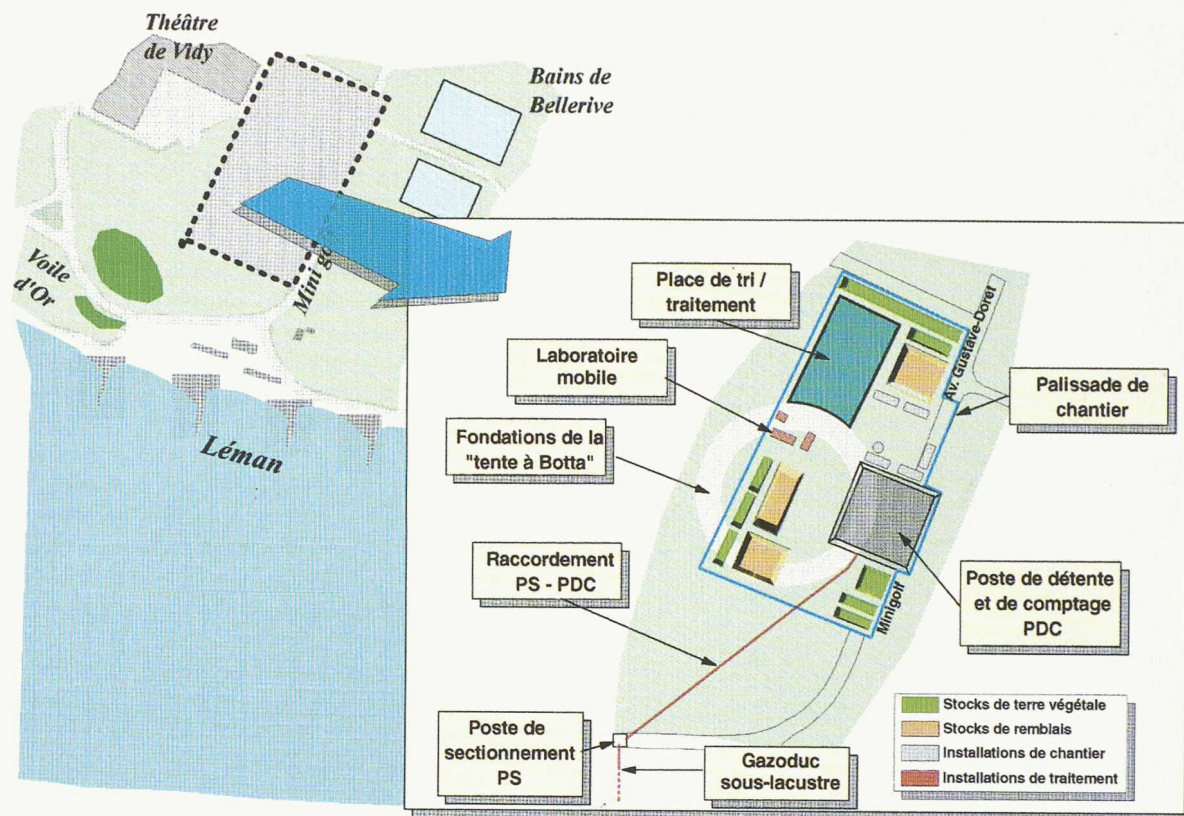 Théâtre
de Vidy
Bains de
Bellerive
Voile
d'Or
Mini go
Léman
Place de tri /
traitement
Laboratoire
mobile
Fondations de la
"tente à Botta"
Av. Gustave-Doret
Palissade de
chantier
Raccordement
PS - PDC
Minigolf
Poste de détente
et de comptage
PDC
Poste de
sectionnement
PS
Gazoduc
sous-lacustre
Stocks de terre végétale
Stocks de remblais
Installations de chantier
Installations de traitement